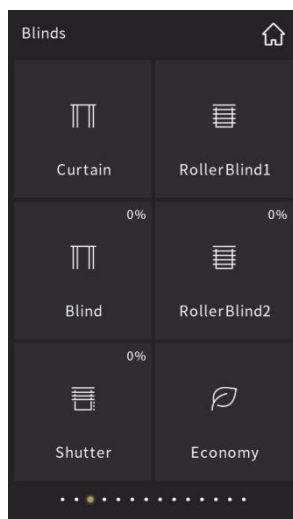 Blinds
Curtain
RollerBlind1
0%
0%
Blind
RollerBlind2
0%
Shutter
Economy